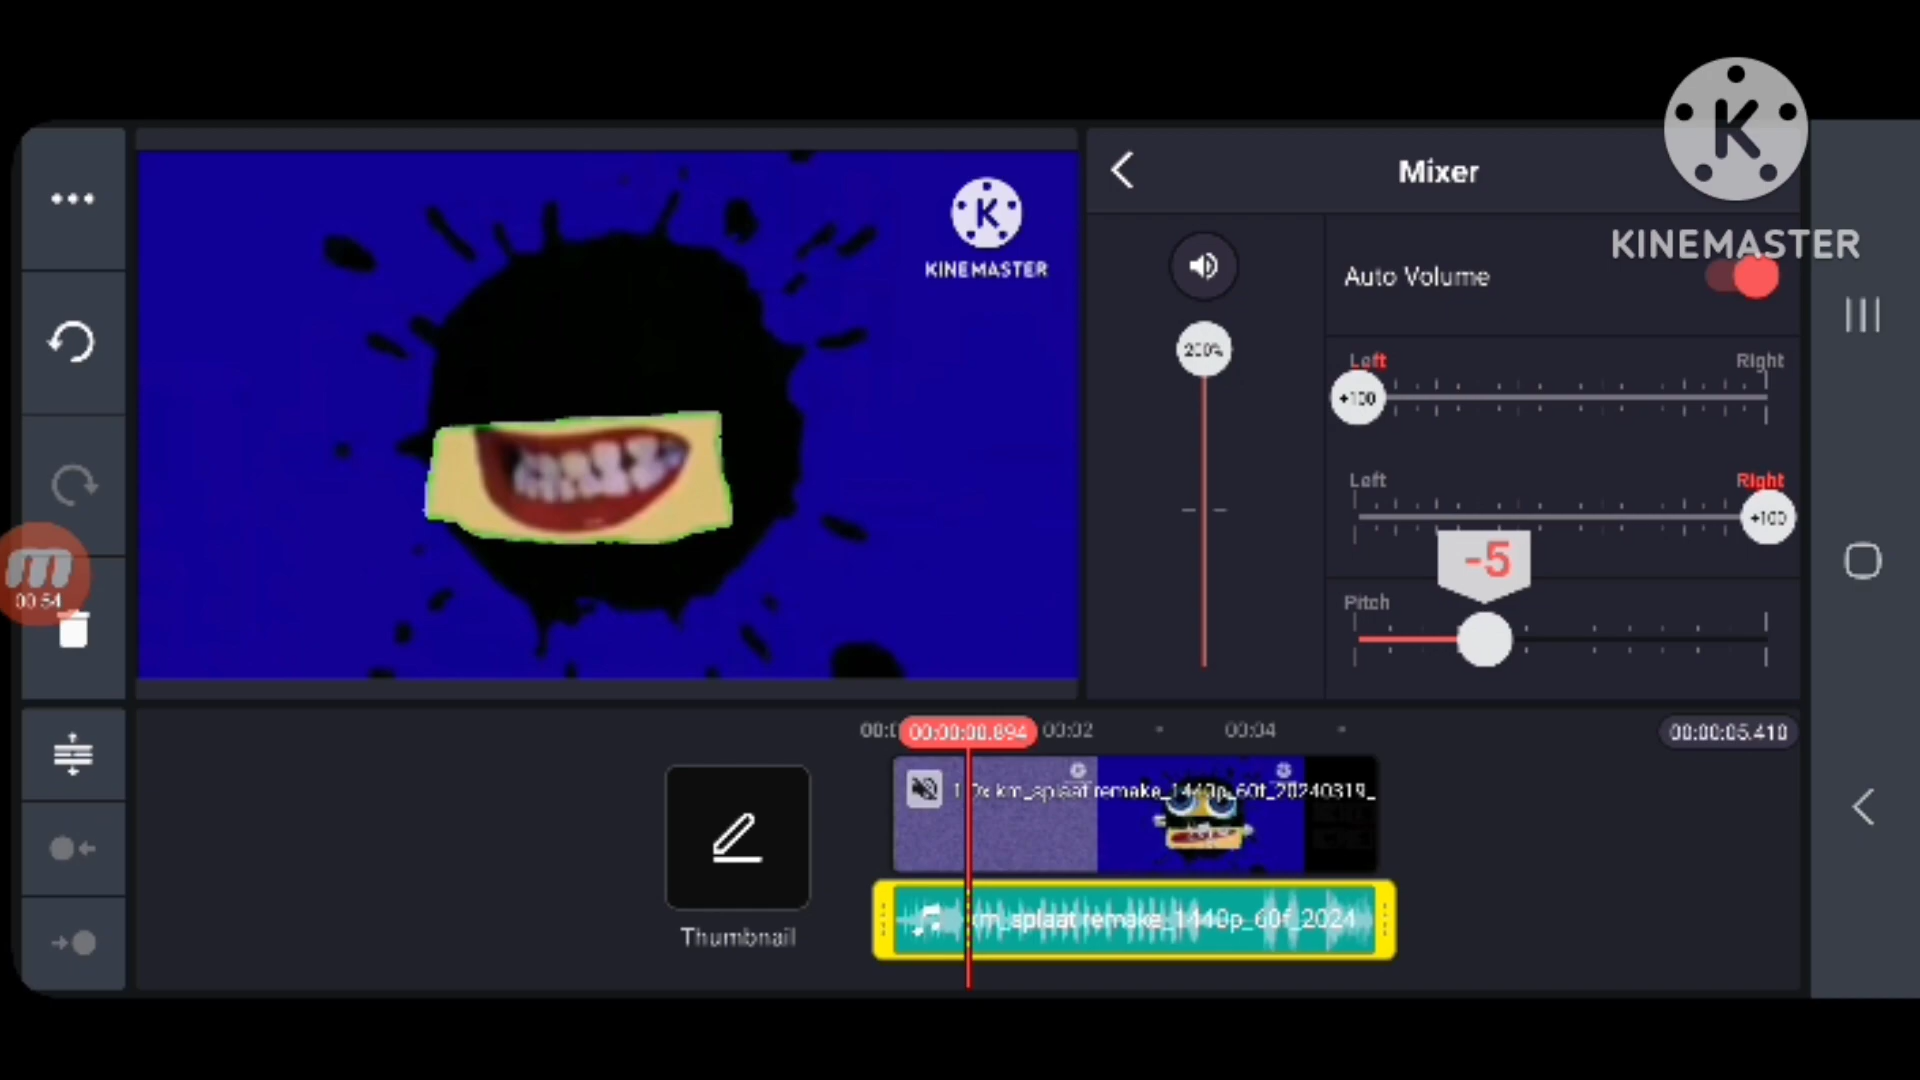 KINEMASTER
Mixer
KINEMASTER
Auto Volume
200%
Left
Right
+100
Left
Right
+100
-5
Pitch
00:54
00:00:00.894
00:02
00:04
00:00:05.410
km_splaat remake_1440p_60f_20240319_
km_splaat remake_1440p_60f_2024
Thumbnail